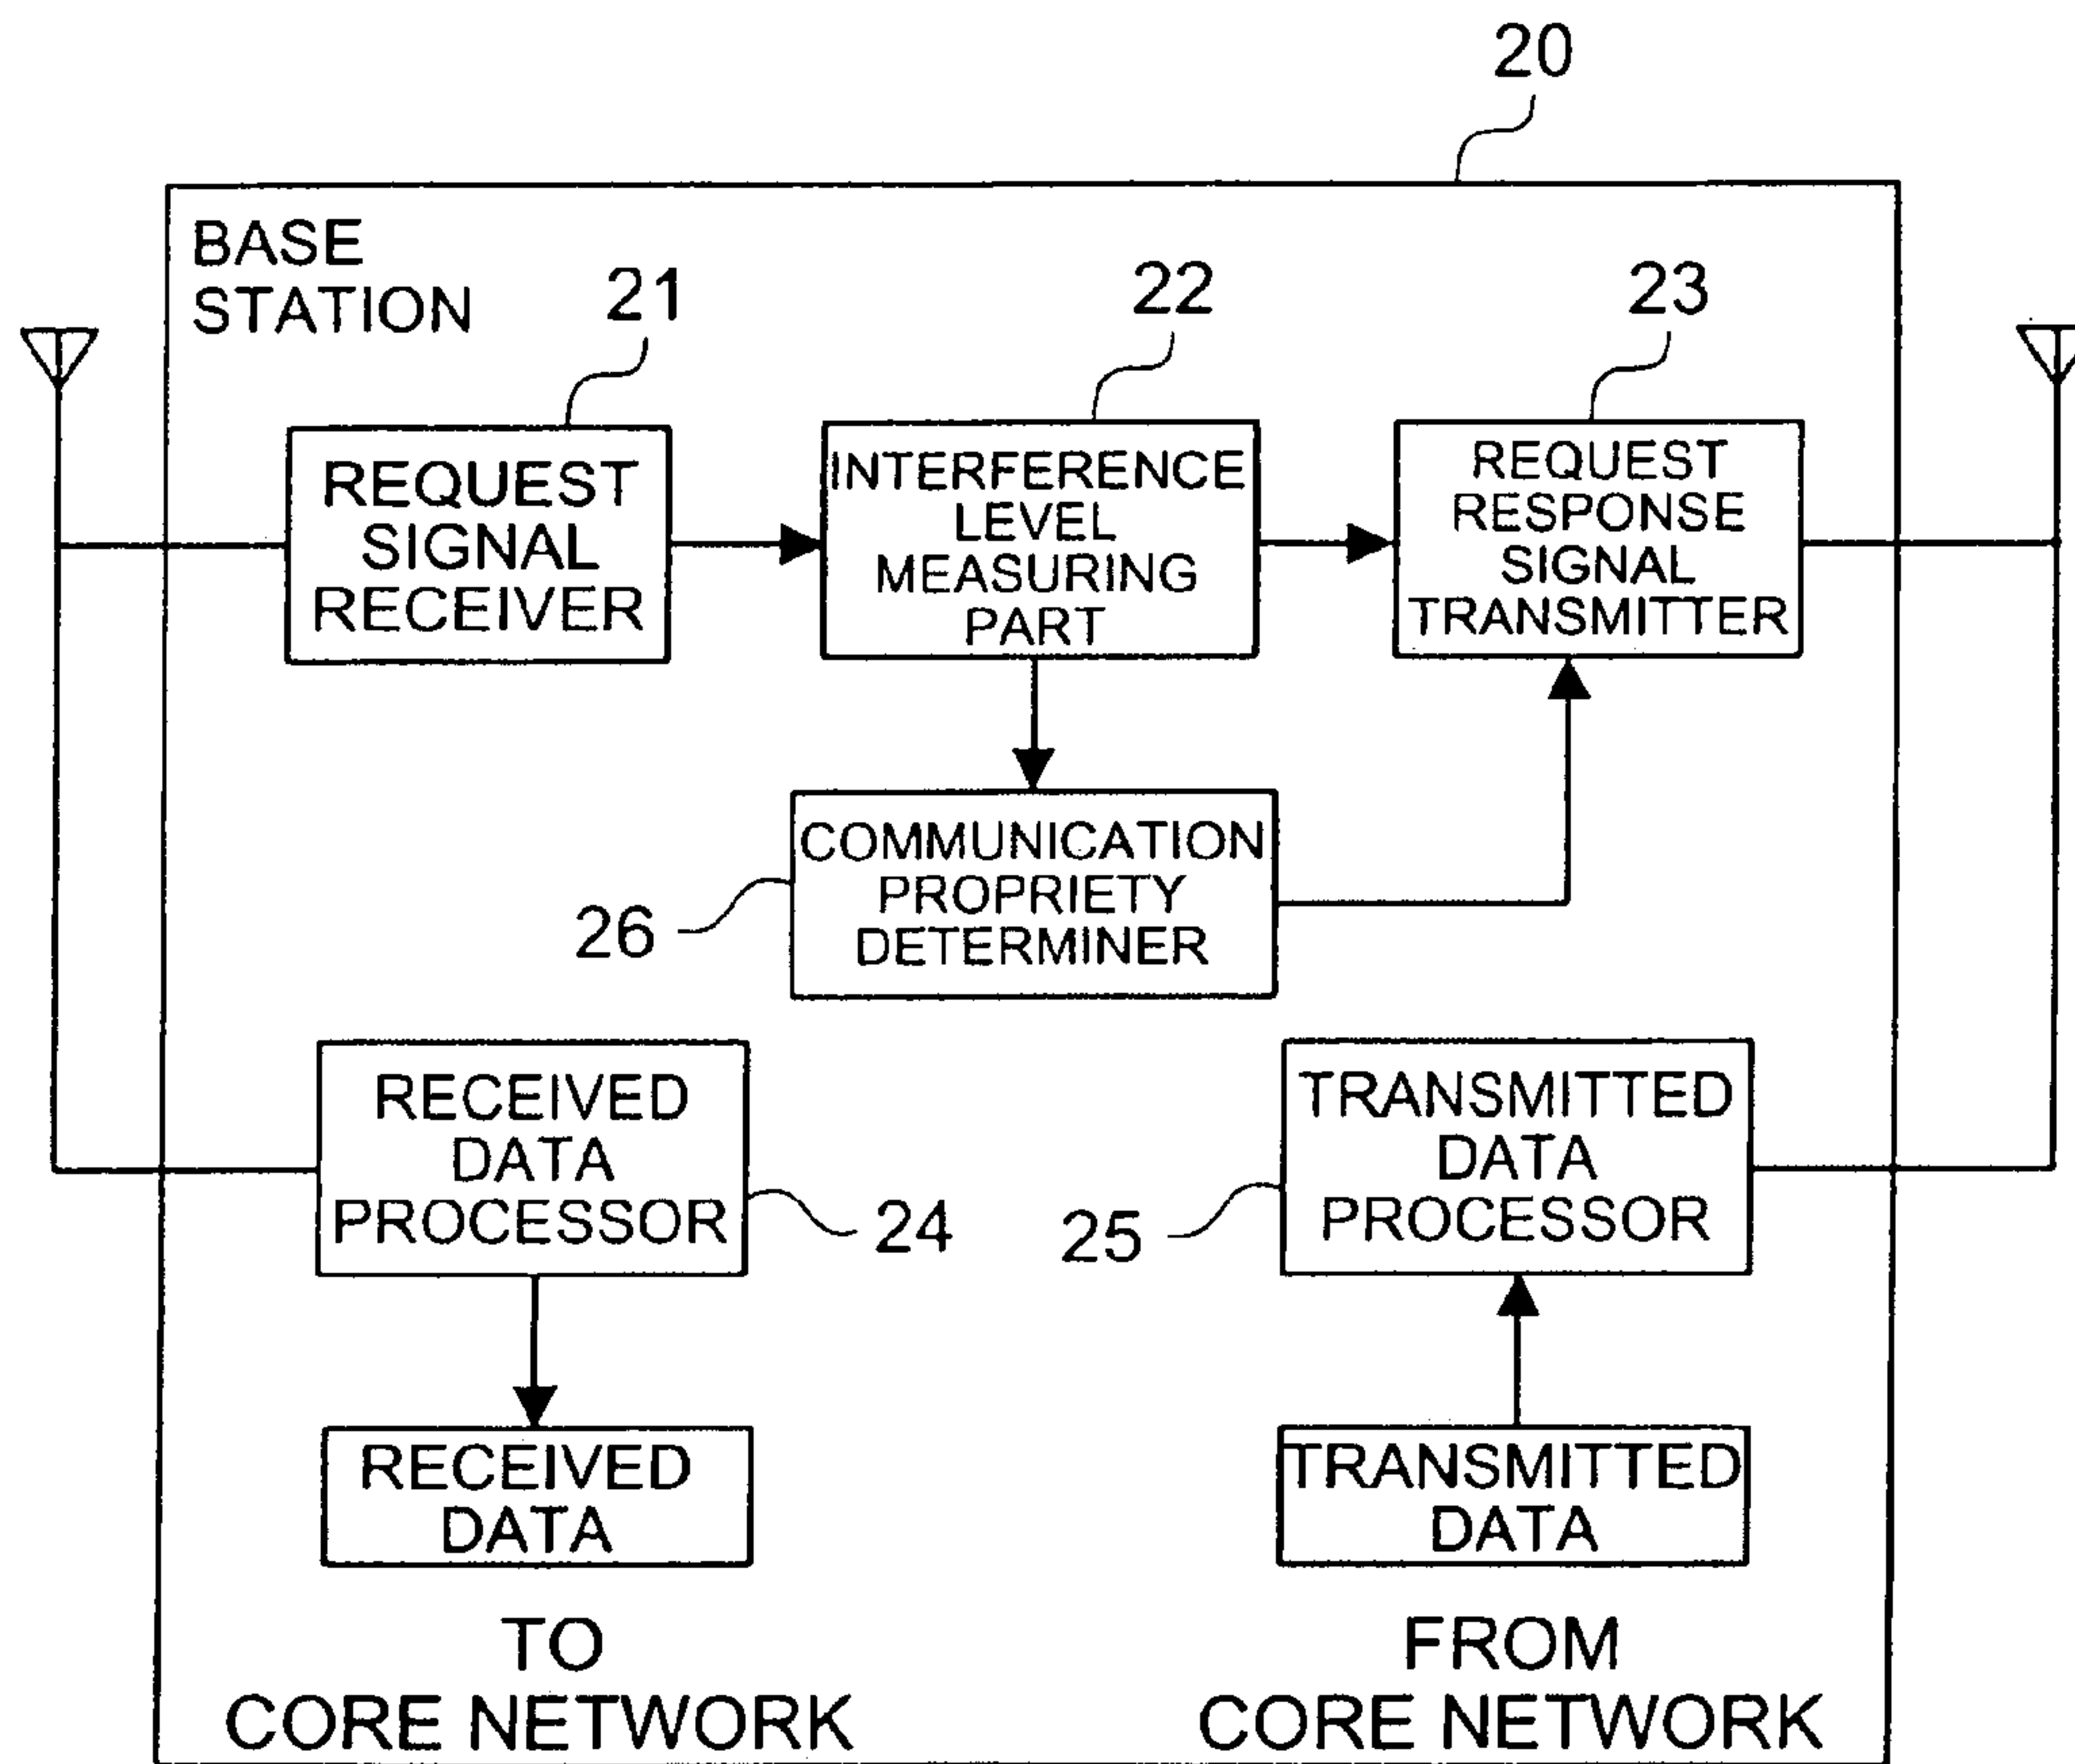 20
BASE
STATION
21
22
23
REQUEST
SIGNAL
RECEIVER
INTERFERENCE
LEVEL
MEASURING
PART
REQUEST
RESPONSE
SIGNAL
TRANSMITTER
COMMUNICATION
PROPRIETY
DETERMINER
26
RECEIVED
DATA
PROCESSOR
24
25
TRANSMITTED
DATA
PROCESSOR
RECEIVED
DATA
TRANSMITTED
DATA
TO
CORE NETWORK
FROM
CORE NETWORK